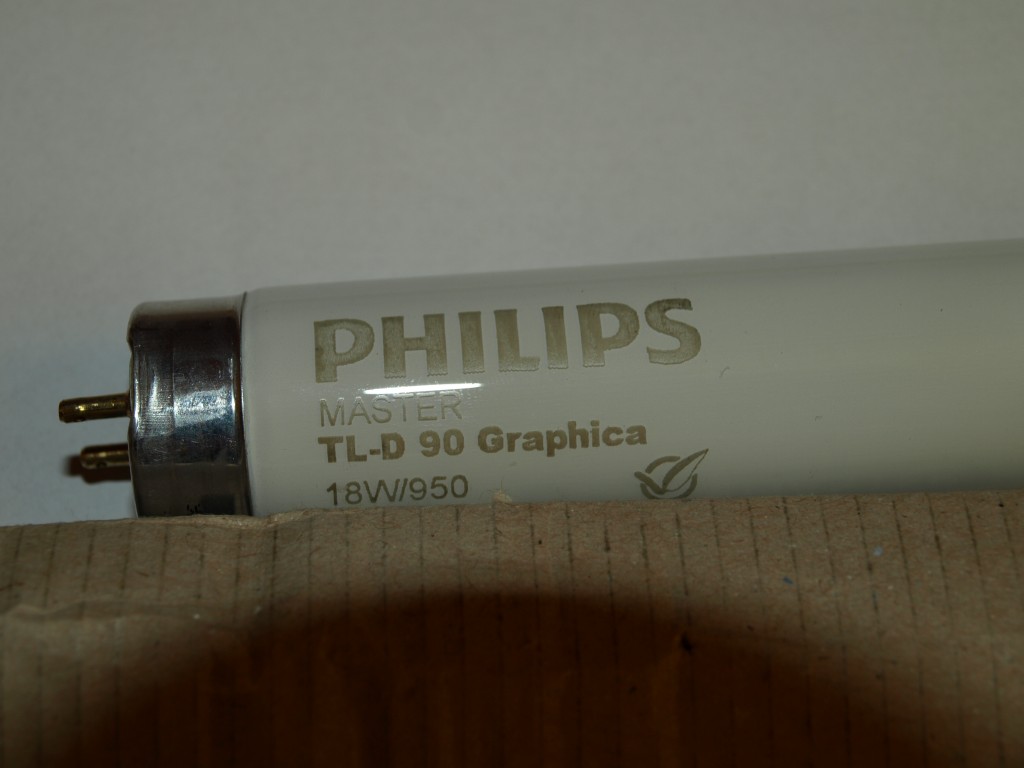 PHILIPS
MASTER
TL-D 90 Graphica
18W/950